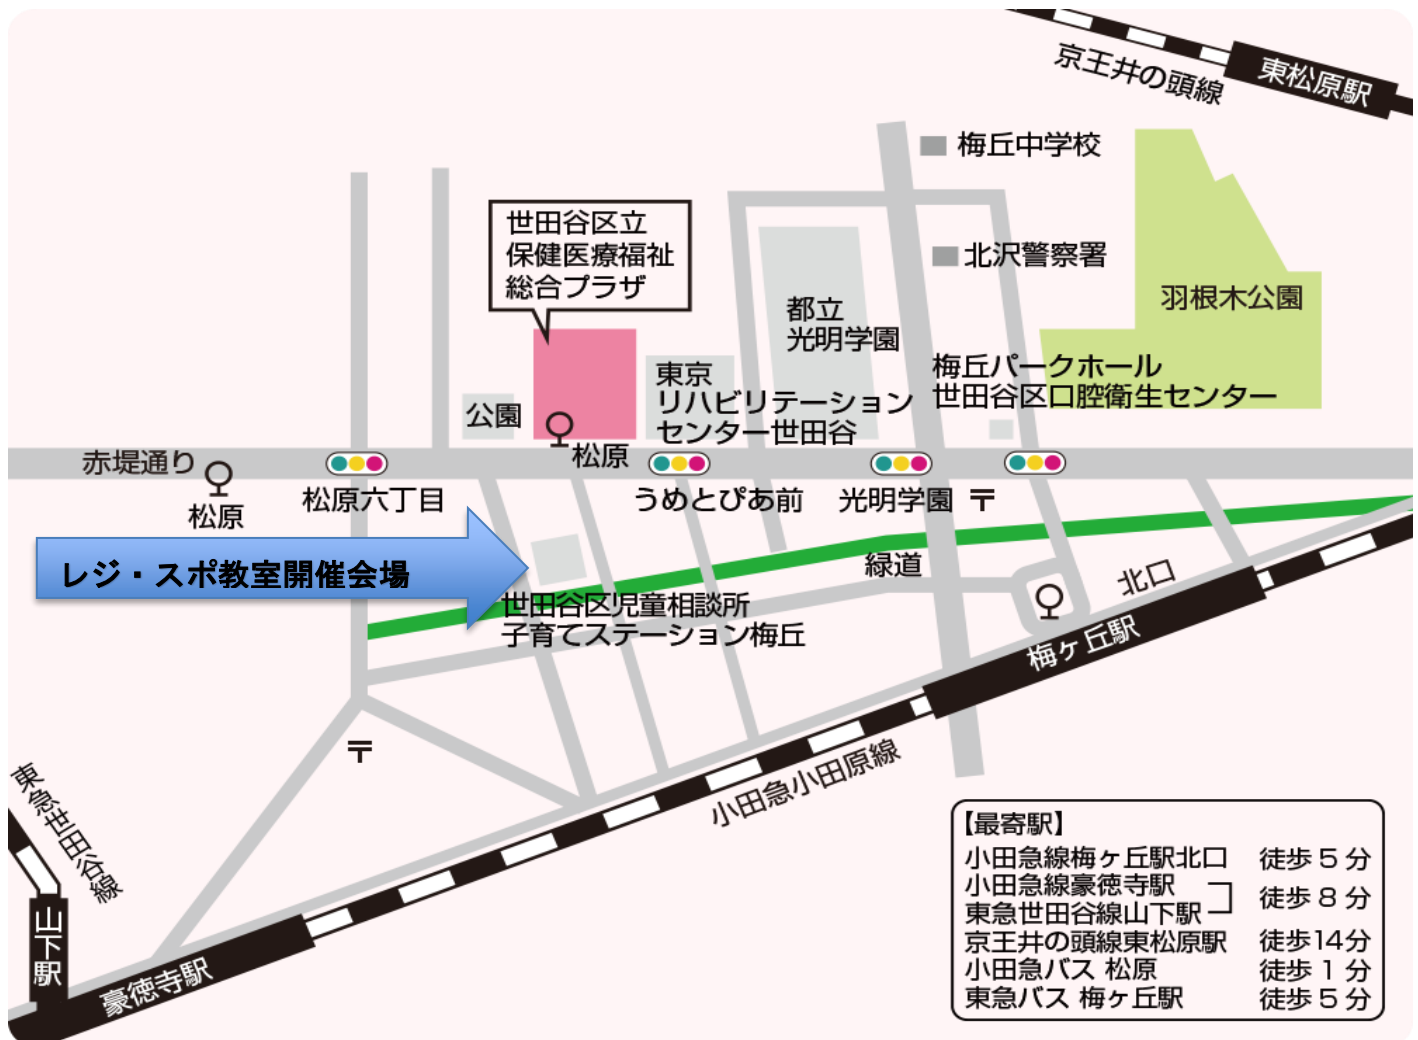 京王井の頭線
東松原駅
梅丘中学校
世田谷区立
保健医療福祉
総合プラザ
北沢警察署
羽根木公園
都立
光明学園
梅丘パークホール
世田谷区口腔衛生センター
東京
リハビリテーション
センター世田谷
公園
松原
赤堤通り
松原
松原六丁目
うめとぴあ前
光明学園
〒
レジ・スポ教室開催会場
緑道
北口
世田谷区児童相談所
子育てステーション梅丘
梅ヶ丘駅
〒
小田急小田原線
東急世田谷線
山下駅
豪徳寺駅
【最寄駅】
小田急線梅ヶ丘駅北口 徒歩5分
小田急線豪徳寺駅
東急世田谷線山下駅 徒歩8分
京王井の頭線東松原駅 徒歩14分
小田急バス 松原 徒歩1分
東急バス 梅ヶ丘駅 徒歩5分